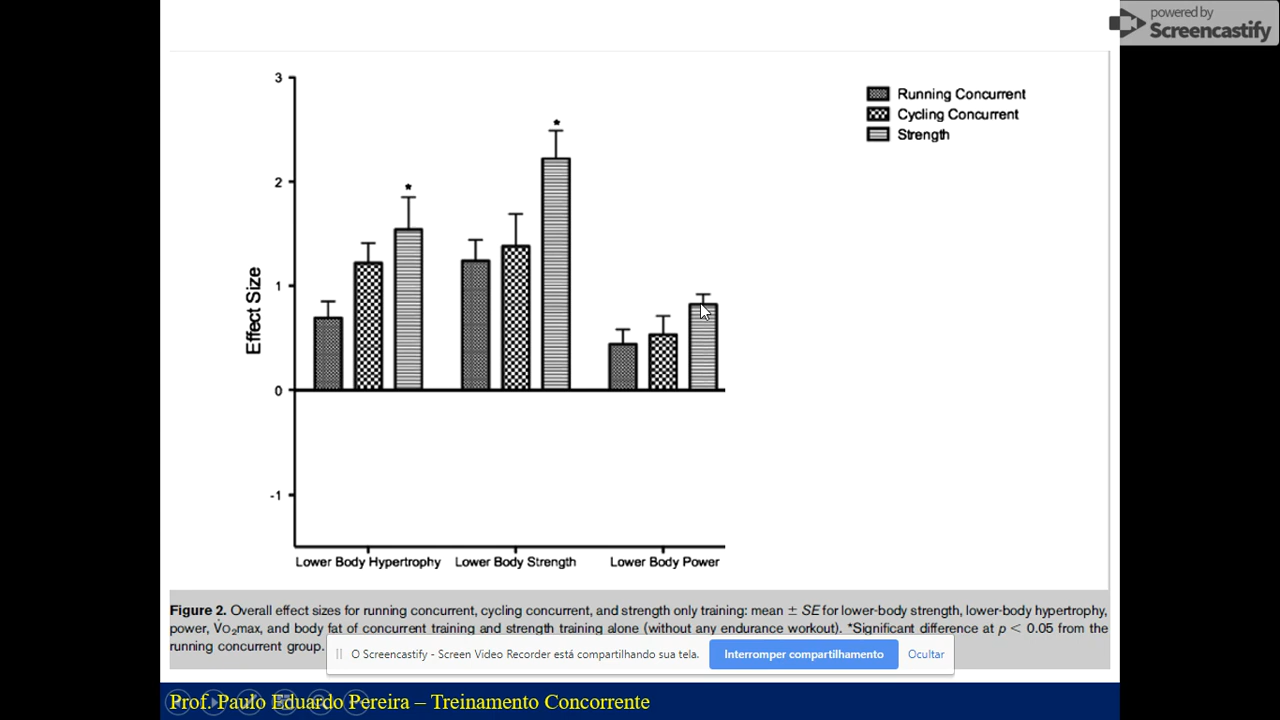 powered by
Screencastify
3
Running Concurrent
Cycling Concurrent
Strength
*
*
2
1
Effect Size
0
-1
Lower Body Hypertrophy Lower Body Strength Lower Body Power
Figure 2. Overall effect sizes for running concurrent, cycling concurrent, and strength only training: mean ± SE for lower-body strength, lower-body hypertrophy,
power, V̇O₂max, and body fat of concurrent training and strength training alone (without any endurance workout). *Significant difference at p < 0.05 from the
running concurrent group.
O Screencastify - Screen Video Recorder está compartilhando sua tela. Interromper compartilhamento Ocultar
Prof. Paulo Eduardo Pereira – Treinamento Concorrente